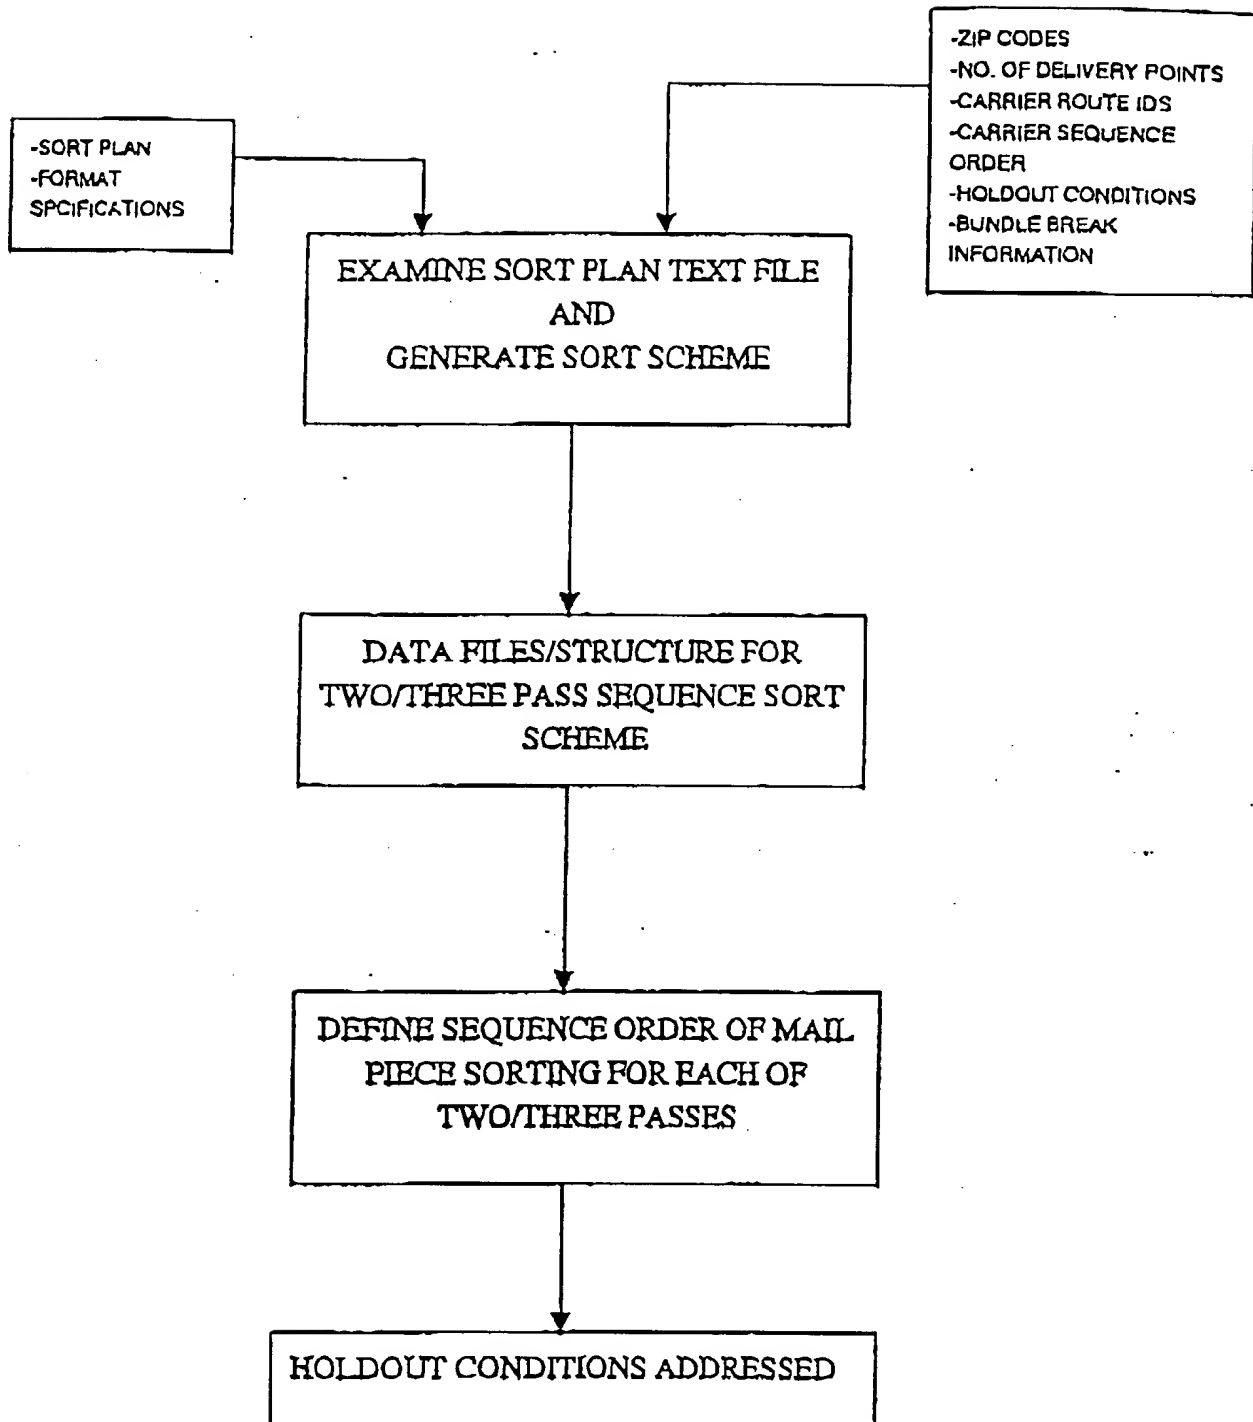 -ZIP CODES
-NO. OF DELIVERY POINTS
-CARRIER ROUTE IDS
-CARRIER SEQUENCE
ORDER
-HOLDOUT CONDITIONS
-BUNDLE BREAK
INFORMATION
-SORT PLAN
-FORMAT
SPCIFICATIONS
EXAMINE SORT PLAN TEXT FILE
AND
GENERATE SORT SCHEME
DATA FILES/STRUCTURE FOR
TWO/THREE PASS SEQUENCE SORT
SCHEME
DEFINE SEQUENCE ORDER OF MAIL
PIECE SORTING FOR EACH OF
TWO/THREE PASSES
HOLDOUT CONDITIONS ADDRESSED